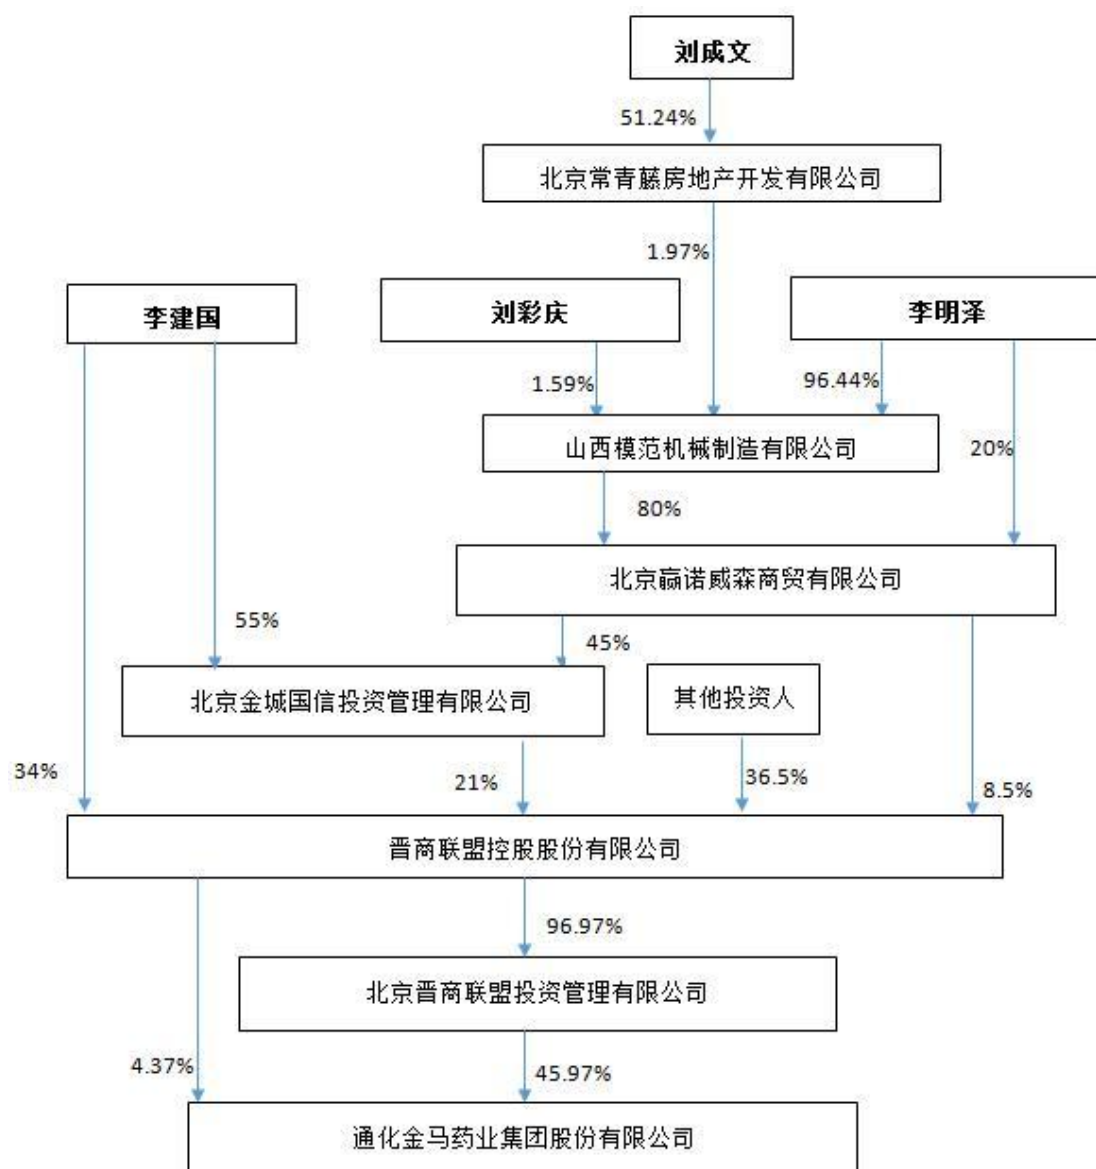 刘成文
51.24%
北京常青藤房地产开发有限公司
1.97%
李建国
刘彩庆
李明泽
1.59%
96.44%
山西模范机械制造有限公司
20%
80%
北京赢诺威森商贸有限公司
55%
45%
北京金城国信投资管理有限公司
其他投资人
34%
21%
36.5%
8.5%
晋商联盟控股股份有限公司
96.97%
北京晋商联盟投资管理有限公司
4.37%
45.97%
通化金马药业集团股份有限公司